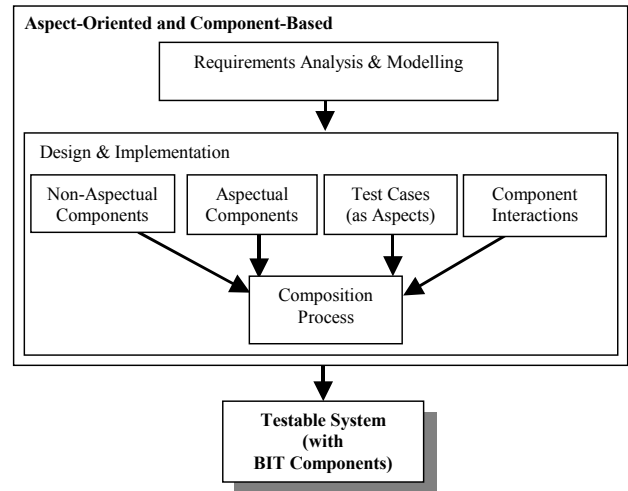 Aspect-Oriented and Component-Based
Requirements Analysis & Modelling
Design & Implementation
Non-Aspectual
Components
Aspectual
Components
Test Cases
(as Aspects)
Component
Interactions
Composition
Process
Testable System
(with
BIT Components)